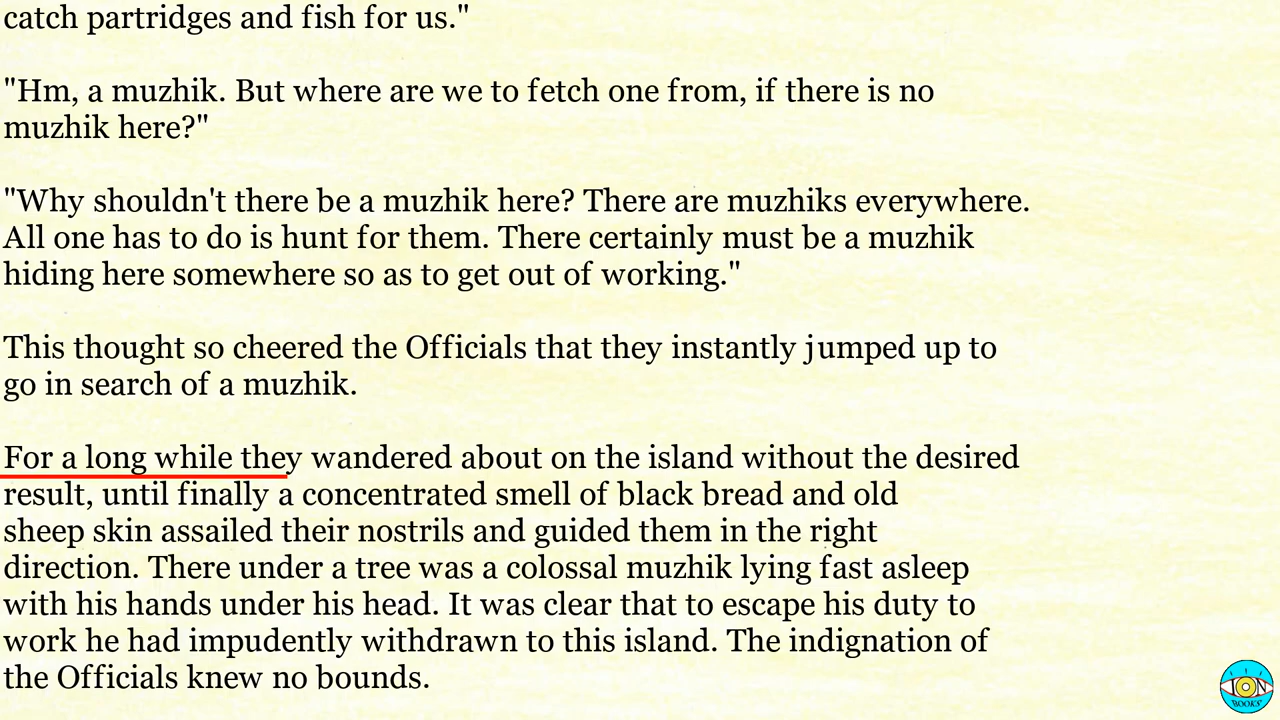 catch partridges and fish for us."
"Hm, a muzhik. But where are we to fetch one from, if there is no
muzhik here?"
"Why shouldn't there be a muzhik here? There are muzhiks everywhere.
All one has to do is hunt for them. There certainly must be a muzhik
hiding here somewhere so as to get out of working."
This thought so cheered the Officials that they instantly jumped up to
go in search of a muzhik.
For a long while they wandered about on the island without the desired
result, until finally a concentrated smell of black bread and old
sheep skin assailed their nostrils and guided them in the right
direction. There under a tree was a colossal muzhik lying fast asleep
with his hands under his head. It was clear that to escape his duty to
work he had impudently withdrawn to this island. The indignation of
the Officials knew no bounds.
ION
BOOKS